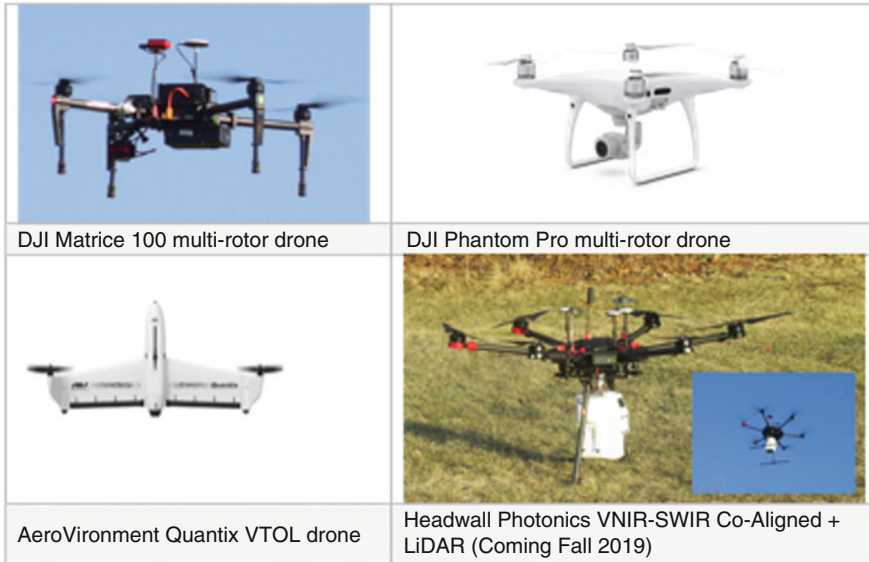 DJI Matrice 100 multi-rotor drone
DJI Phantom Pro multi-rotor drone
AeroVironment Quantix VTOL drone
Headwall Photonics VNIR-SWIR Co-Aligned +
LiDAR (Coming Fall 2019)
Quantix